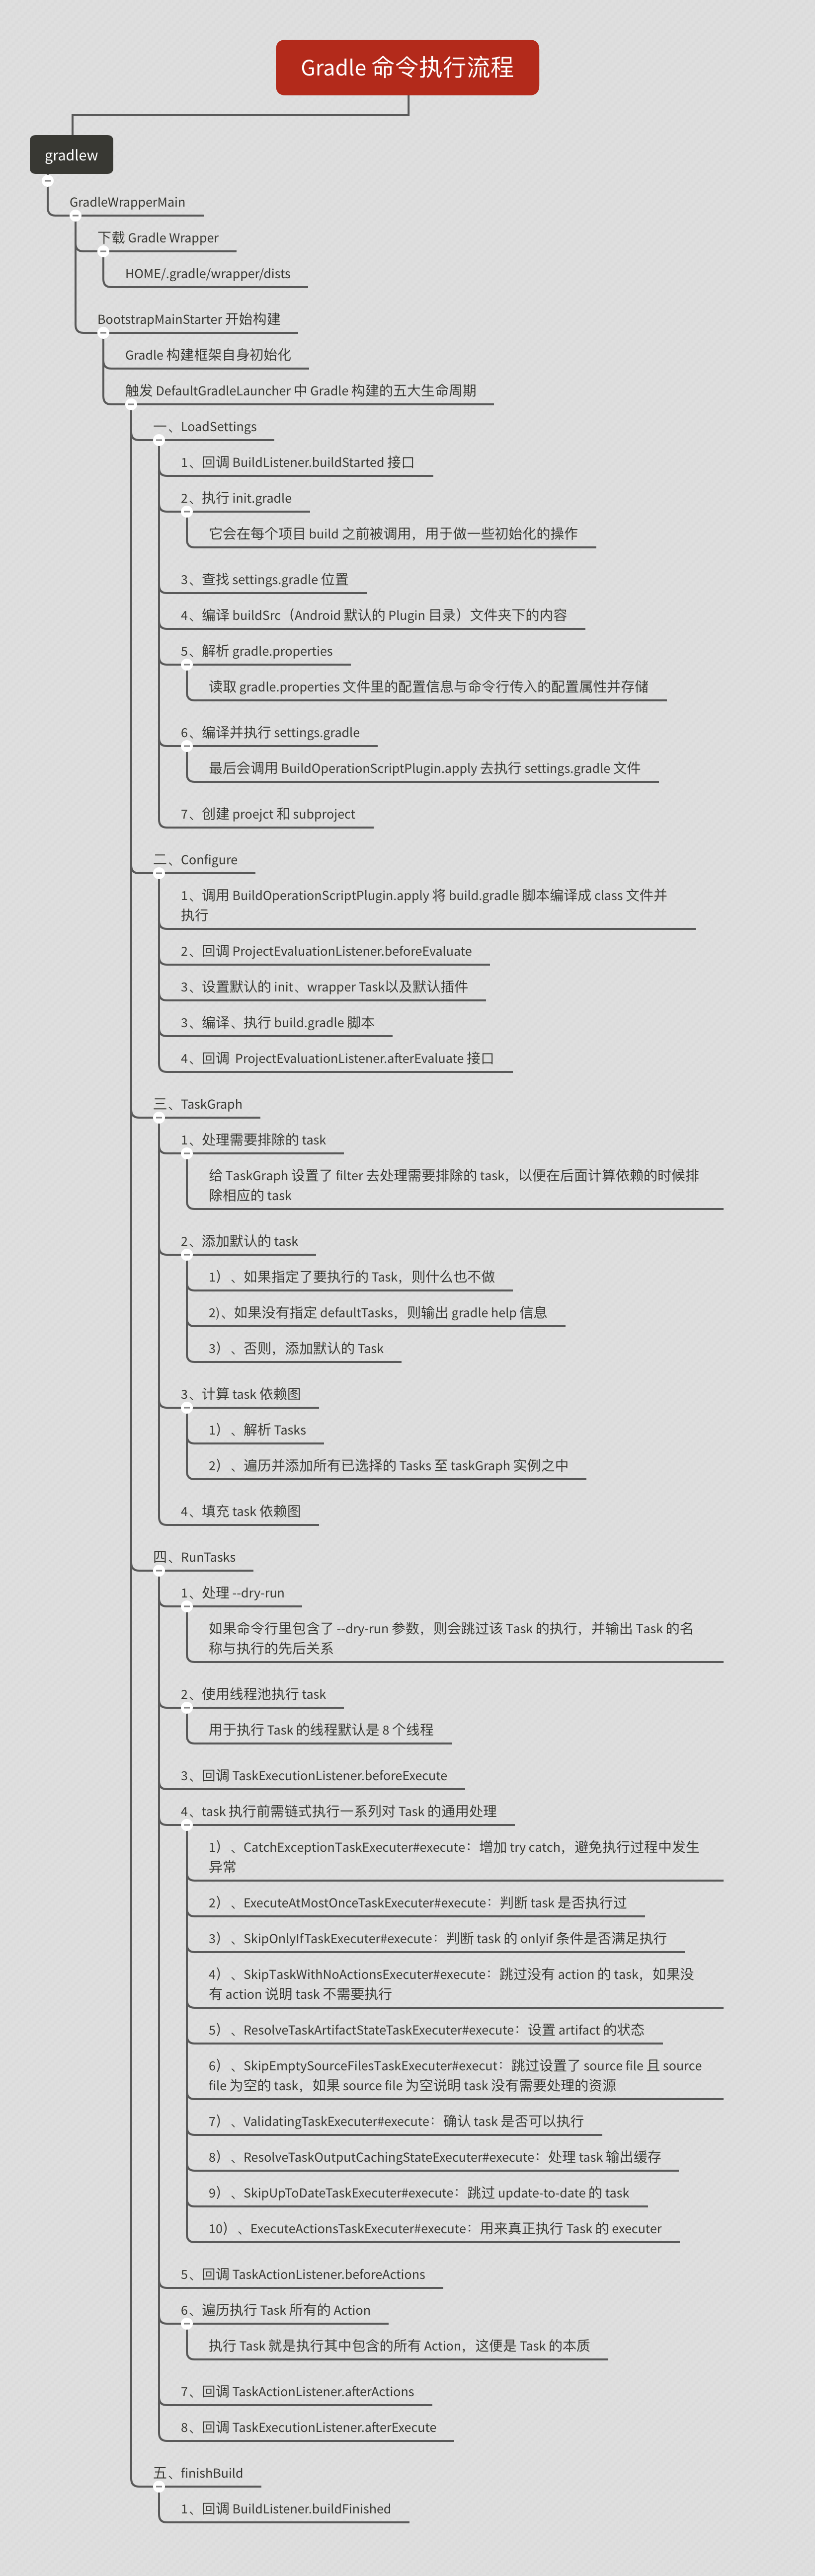 Gradle 命令执行流程
gradlew
GradleWrapperMain
下载 Gradle Wrapper
HOME/.gradle/wrapper/dists
BootstrapMainStarter 开始构建
Gradle 构建框架自身初始化
触发 DefaultGradleLauncher 中 Gradle 构建的五大生命周期
一、LoadSettings
1、回调 BuildListener.buildStarted 接口
2、执行 init.gradle
它会在每个项目 build 之前被调用，用于做一些初始化的操作
3、查找 settings.gradle 位置
4、编译 buildSrc（Android 默认的 Plugin 目录）文件夹下的内容
5、解析 gradle.properties
读取 gradle.properties 文件里的配置信息与命令行传入的配置属性并存储
6、编译并执行 settings.gradle
最后会调用 BuildOperationScriptPlugin.apply 去执行 settings.gradle 文件
7、创建 proejct 和 subproject
二、Configure
1、调用 BuildOperationScriptPlugin.apply 将 build.gradle 脚本编译成 class 文件并
执行
2、回调 ProjectEvaluationListener.beforeEvaluate
3、设置默认的 init、wrapper Task以及默认插件
3、编译、执行 build.gradle 脚本
4、回调  ProjectEvaluationListener.afterEvaluate 接口
三、TaskGraph
1、处理需要排除的 task
给 TaskGraph 设置了 filter 去处理需要排除的 task，以便在后面计算依赖的时候排
除相应的 task
2、添加默认的 task
1）、如果指定了要执行的 Task，则什么也不做
2)、如果没有指定 defaultTasks，则输出 gradle help 信息
3）、否则，添加默认的 Task
3、计算 task 依赖图
1）、解析 Tasks
2）、遍历并添加所有已选择的 Tasks 至 taskGraph 实例之中
4、填充 task 依赖图
四、RunTasks
1、处理 --dry-run
如果命令行里包含了 --dry-run 参数，则会跳过该 Task 的执行，并输出 Task 的名
称与执行的先后关系
2、使用线程池执行 task
用于执行 Task 的线程默认是 8 个线程
3、回调 TaskExecutionListener.beforeExecute
4、task 执行前需链式执行一系列对 Task 的通用处理
1）、CatchExceptionTaskExecuter#execute：增加 try catch，避免执行过程中发生
异常
2）、ExecuteAtMostOnceTaskExecuter#execute：判断 task 是否执行过
3）、SkipOnlyIfTaskExecuter#execute：判断 task 的 onlyif 条件是否满足执行
4）、SkipTaskWithNoActionsExecuter#execute：跳过没有 action 的 task，如果没
有 action 说明 task 不需要执行
5）、ResolveTaskArtifactStateTaskExecuter#execute：设置 artifact 的状态
6）、SkipEmptySourceFilesTaskExecuter#execut：跳过设置了 source file 且 source
file 为空的 task，如果 source file 为空说明 task 没有需要处理的资源
7）、ValidatingTaskExecuter#execute：确认 task 是否可以执行
8）、ResolveTaskOutputCachingStateExecuter#execute：处理 task 输出缓存
9）、SkipUpToDateTaskExecuter#execute：跳过 update-to-date 的 task
10）、ExecuteActionsTaskExecuter#execute：用来真正执行 Task 的 executer
5、回调 TaskActionListener.beforeActions
6、遍历执行 Task 所有的 Action
执行 Task 就是执行其中包含的所有 Action，这便是 Task 的本质
7、回调 TaskActionListener.afterActions
8、回调 TaskExecutionListener.afterExecute
五、finishBuild
1、回调 BuildListener.buildFinished